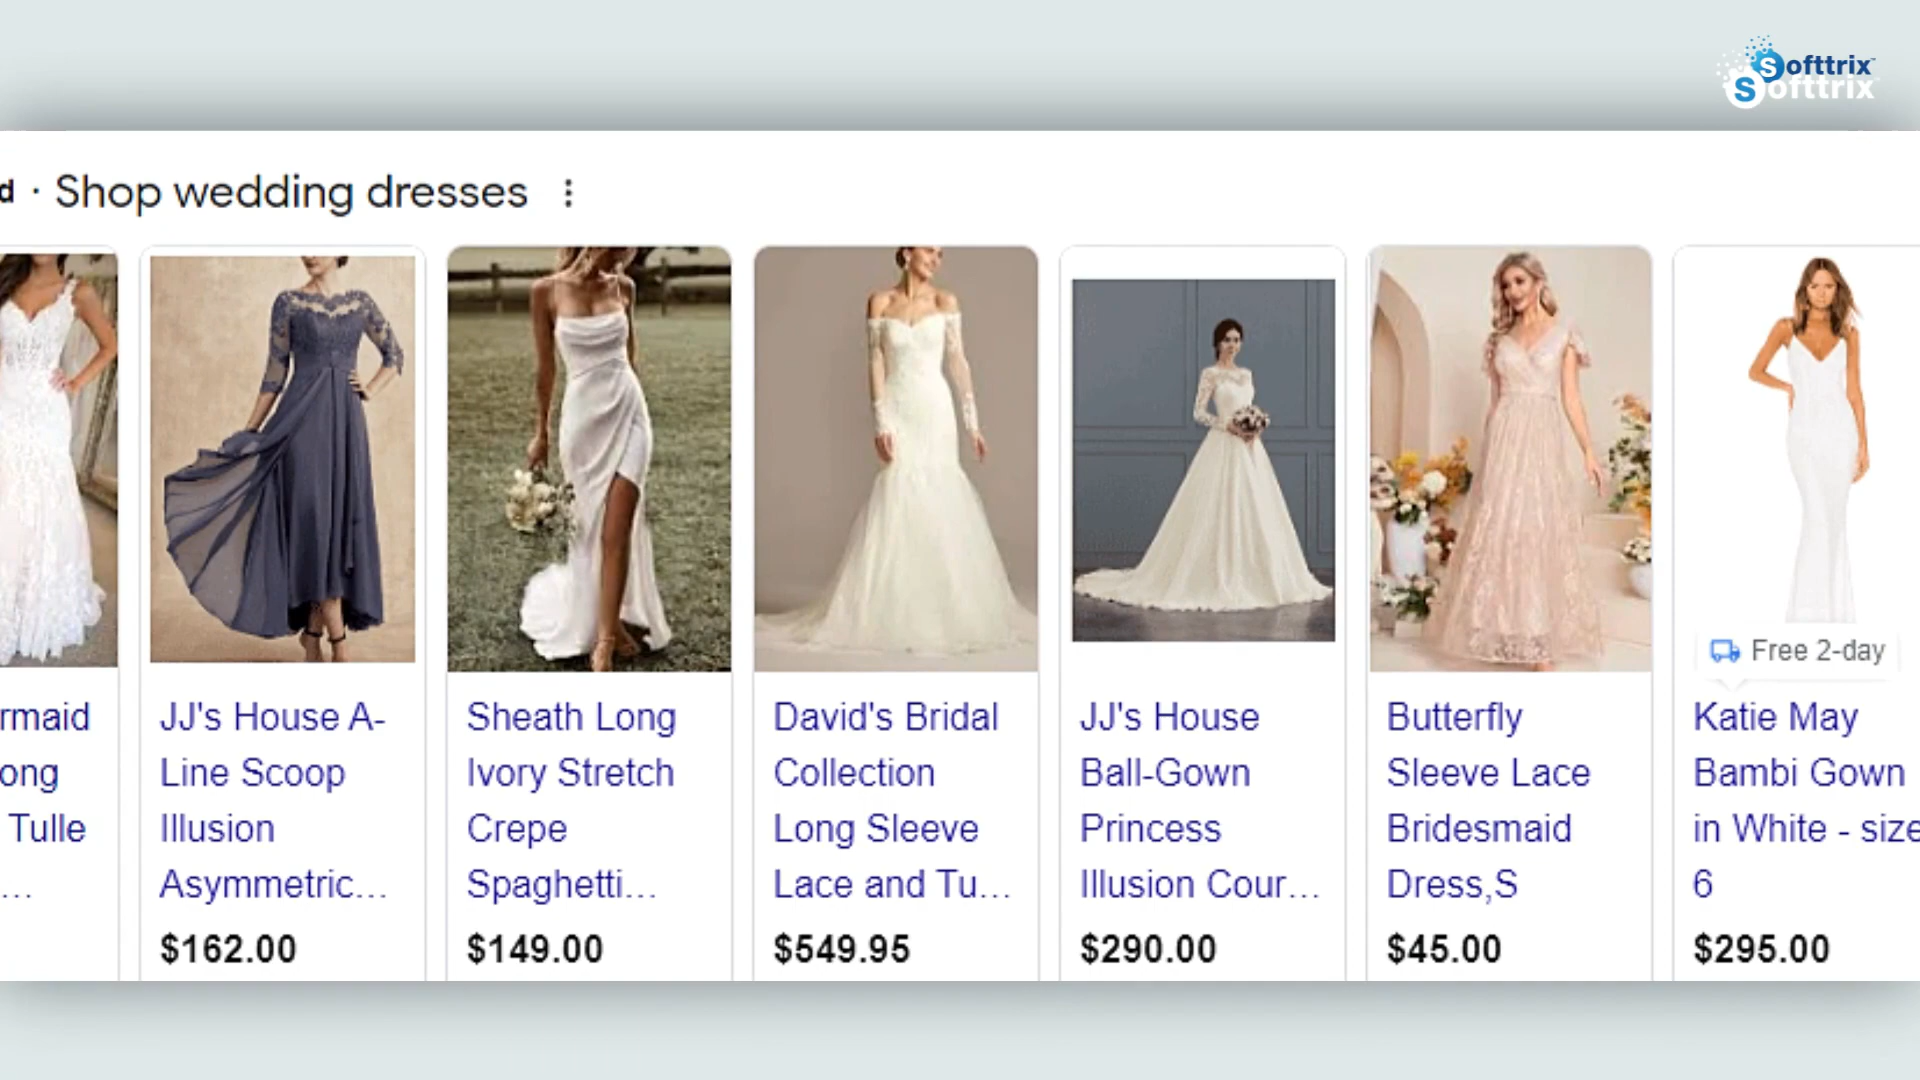 Softtrix
Softtrix
d · Shop wedding dresses
Free 2-day
rmaid
ong
Tulle
...
JJ's House A-
Line Scoop
Illusion
Asymmetric...
$162.00
Sheath Long
Ivory Stretch
Crepe
Spaghetti...
$149.00
David's Bridal
Collection
Long Sleeve
Lace and Tu...
$549.95
JJ's House
Ball-Gown
Princess
Illusion Cour...
$290.00
Butterfly
Sleeve Lace
Bridesmaid
Dress,S
$45.00
Katie May
Bambi Gown
in White - size
6
$295.00